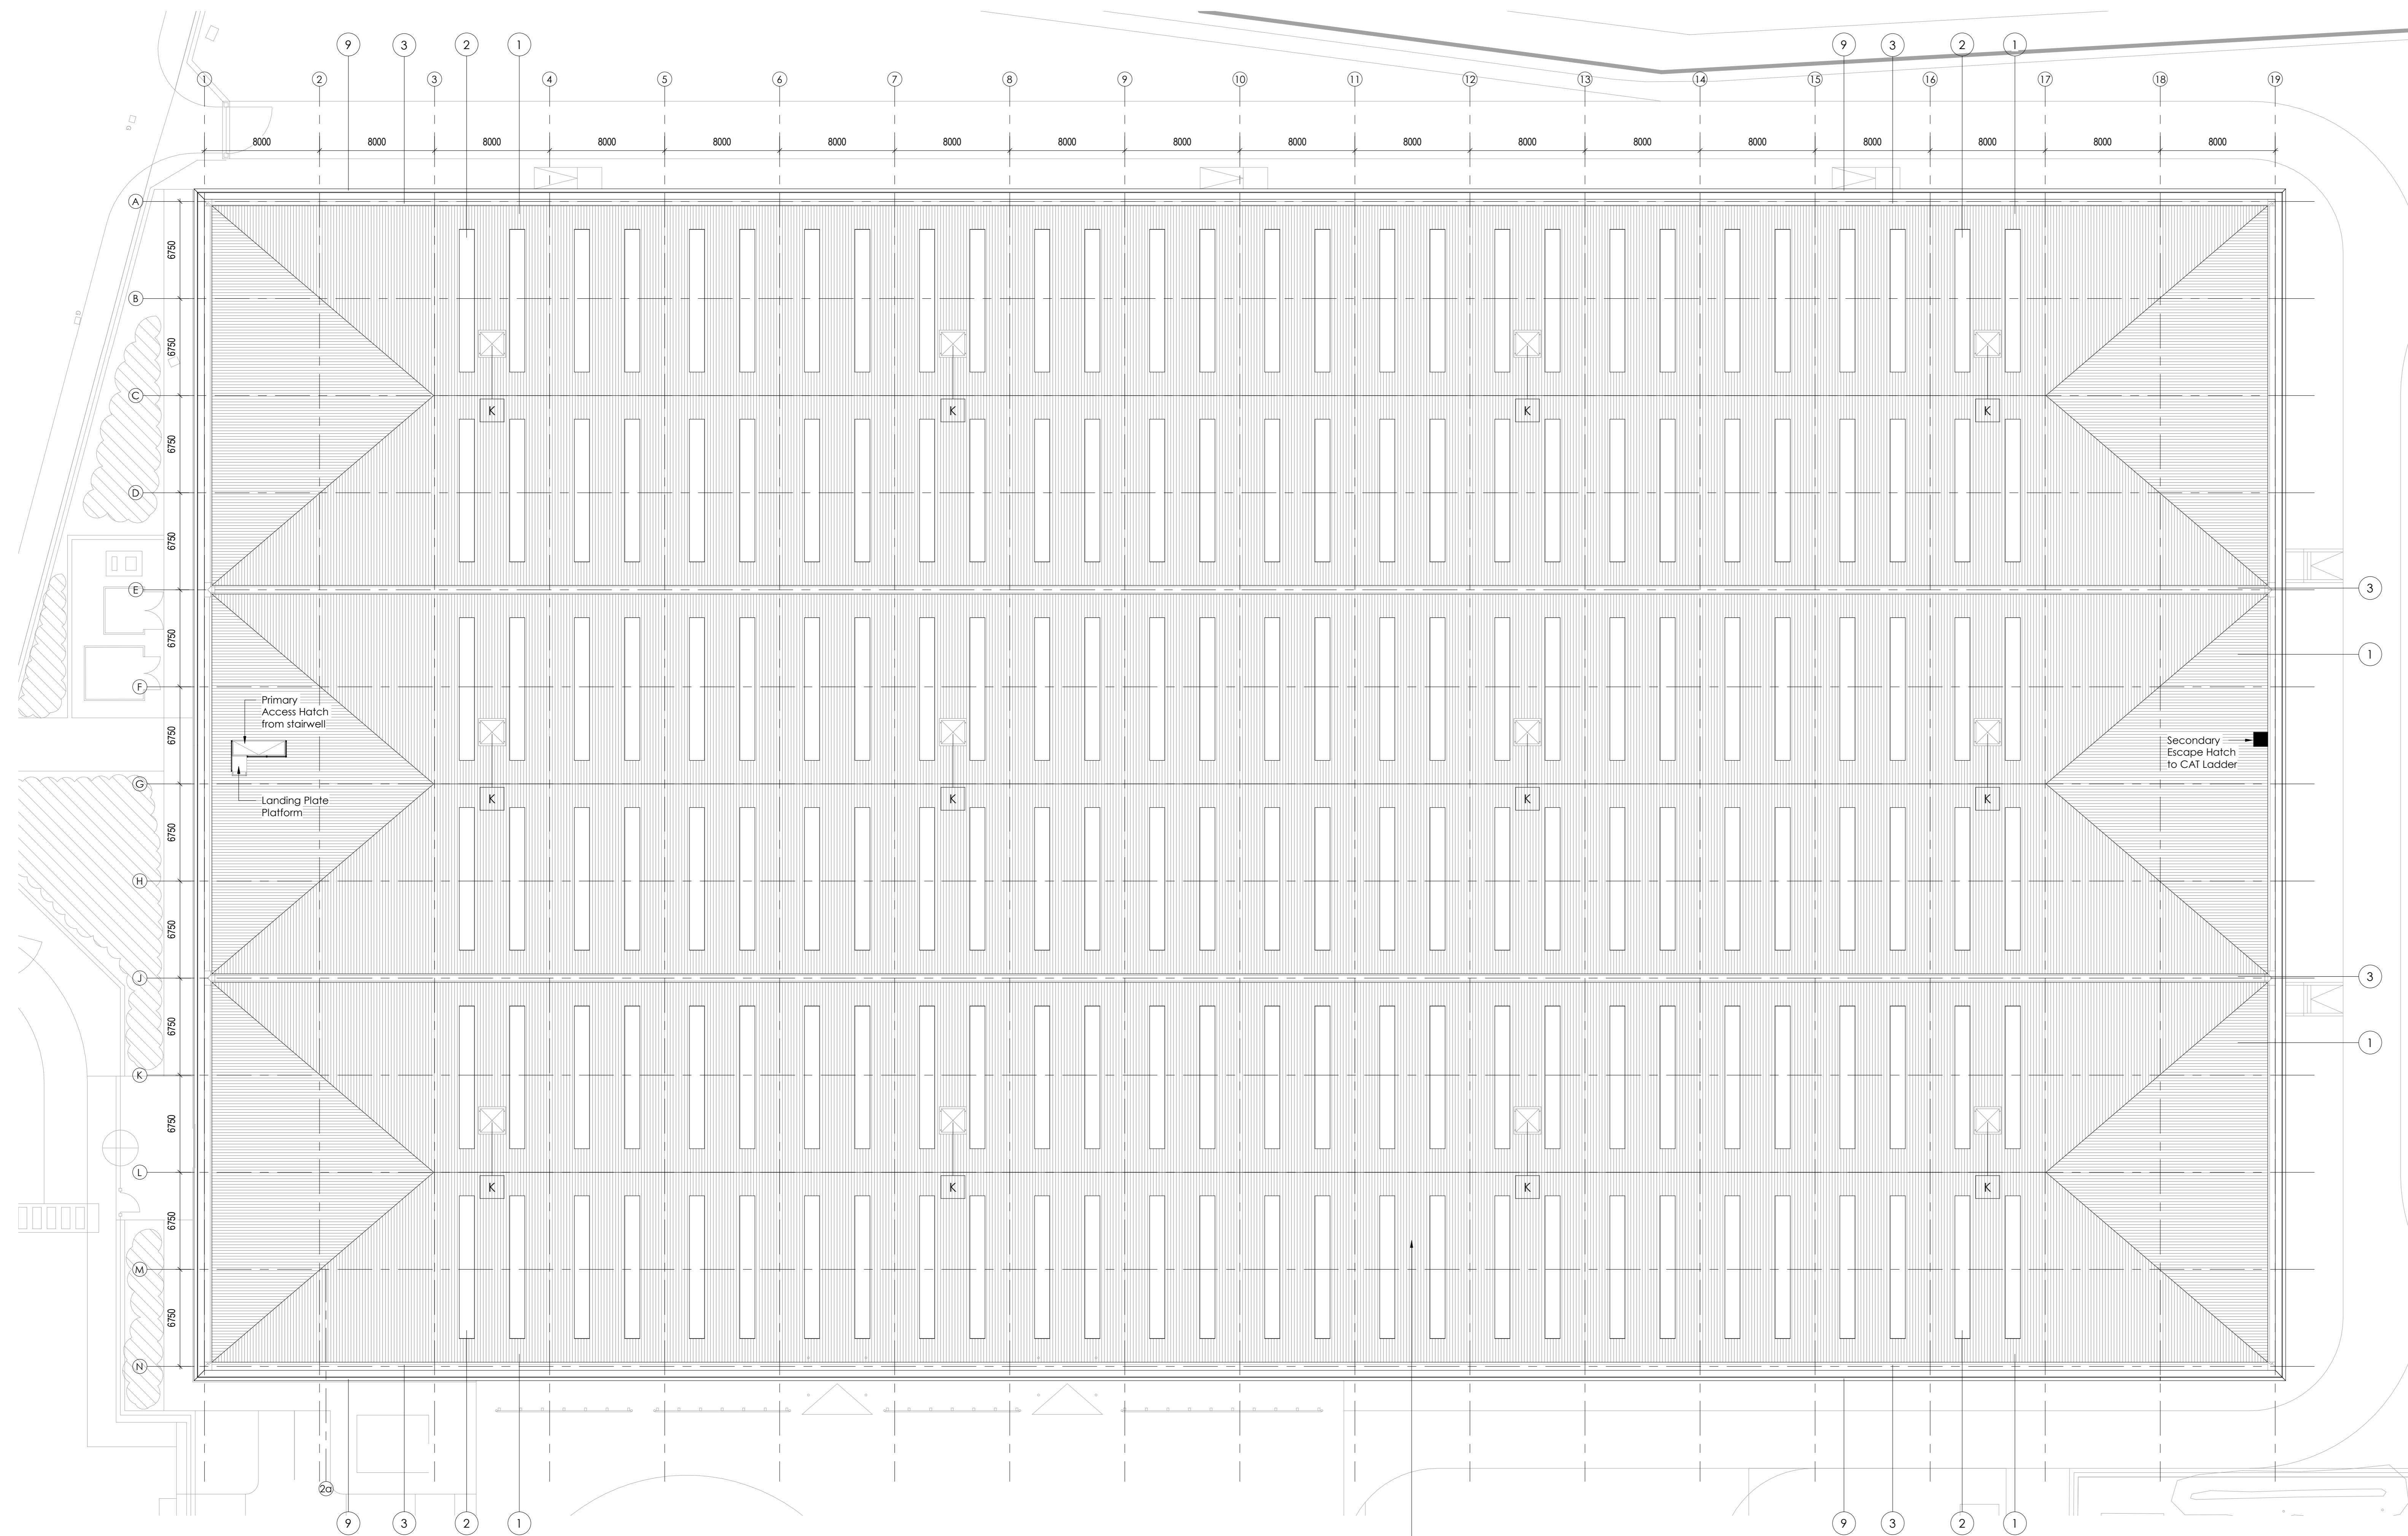 9 3 2 1 9 3 2 1
1 2 3 4 5 6 7 8 9 10 11 12 13 14 15 16 17 18 19
8000 8000 8000 8000 8000 8000 8000 8000 8000 8000 8000 8000 8000 8000 8000 8000 8000 8000
A
6750
B
6750
C
K K K K
6750
D
6750
E 3
6750
1
F
Primary
Access Hatch
from stairwell
6750
Secondary
Escape Hatch
to CAT Ladder
G
K K K K
Landing Plate
Platform
6750
H
6750
J 3
6750
1
K
6750
L
K K K K
6750
M
6750
N
2a
9 3 2 1 9 3 2 1